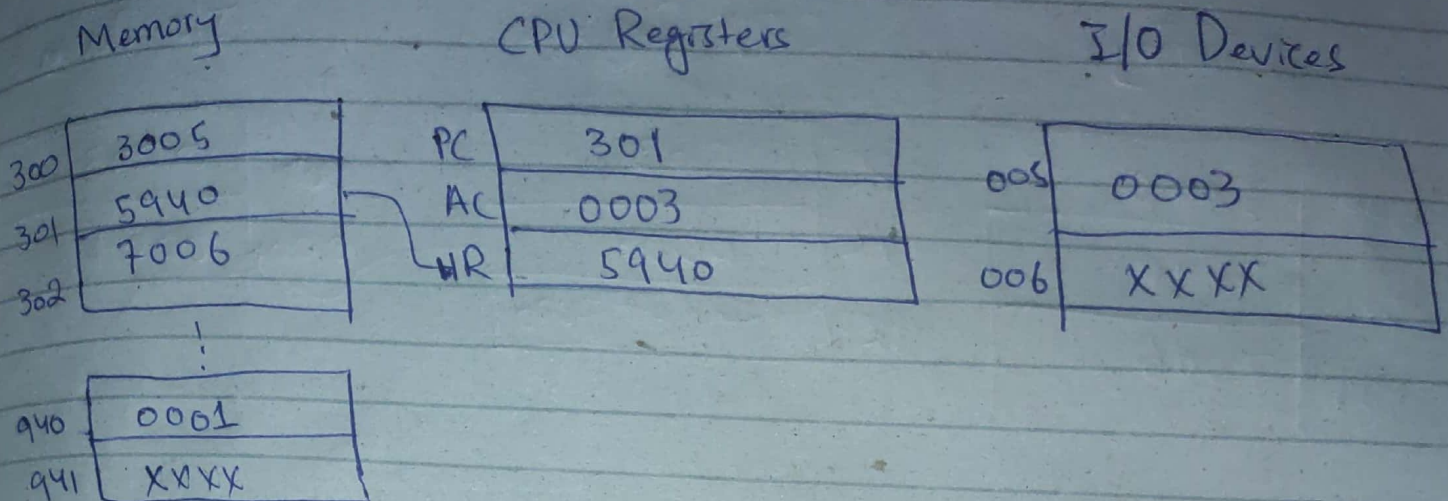 Memory CPU Registers I/O Devices
300 3005 PC 301 005 0003
301 5940 AC 0003 006 XXXX
302 7006 IR 5940
940 0001
941 XXXX